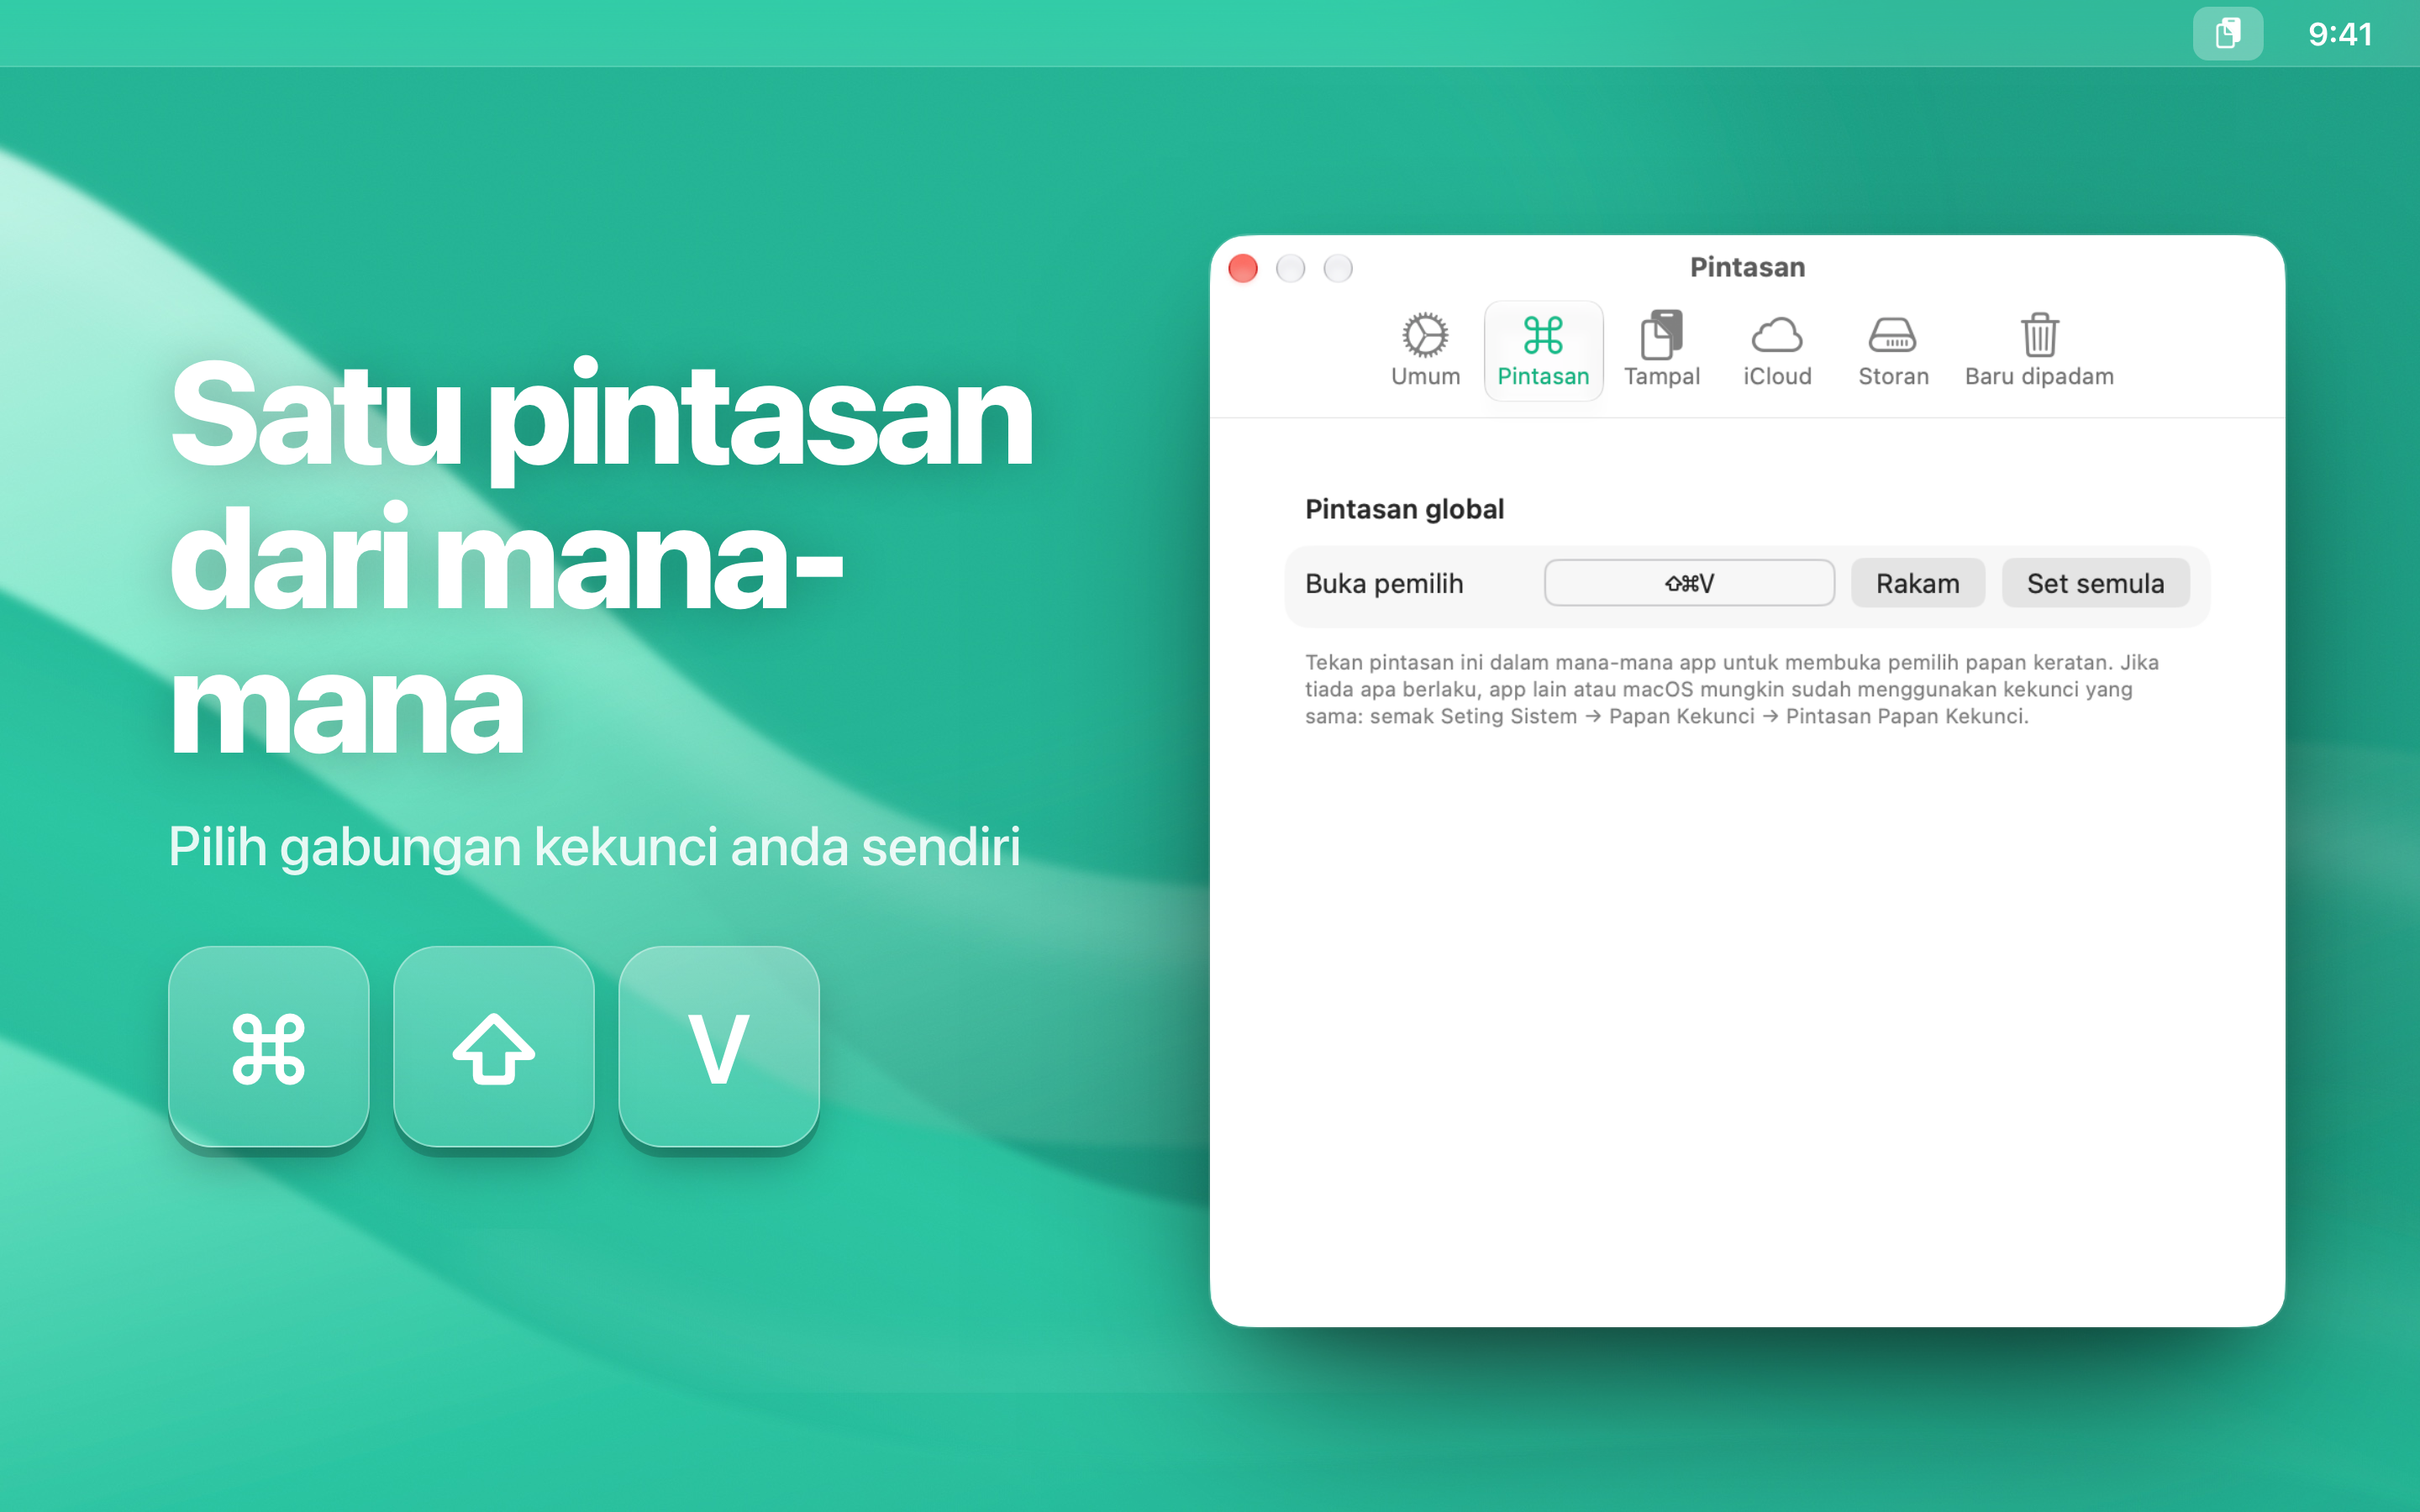 9:41
Satu pintasan
dari mana-
mana
Pilih gabungan kekunci anda sendiri
⌘ ⇧ V
Pintasan
Umum Pintasan Tampal iCloud Storan Baru dipadam
Pintasan global
Buka pemilih ⇧⌘V Rakam Set semula
Tekan pintasan ini dalam mana-mana app untuk membuka pemilih papan keratan. Jika
tiada apa berlaku, app lain atau macOS mungkin sudah menggunakan kekunci yang
sama: semak Seting Sistem → Papan Kekunci → Pintasan Papan Kekunci.